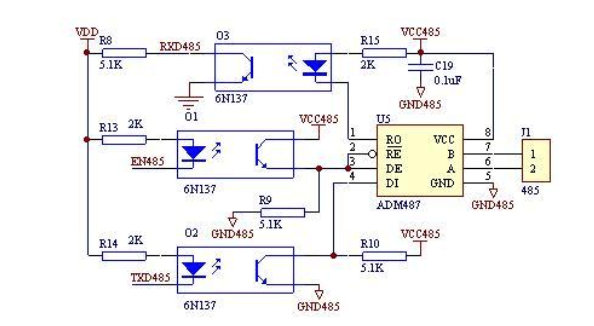 VDD
O3
R8
RXD485
R15
VCC485
5.1K
2K
C19
0.1uF
6N137
GND485
R13
2K
O1
VCC485
U5
J1
1
RO
VCC
8
2
RE
B
7
1
EN485
3
DE
A
6
2
6N137
4
DI
GND
5
485
R9
ADM487
GND485
GND485
5.1K
R14
2K
O2
R10
VCC485
TXD485
5.1K
6N137
GND485